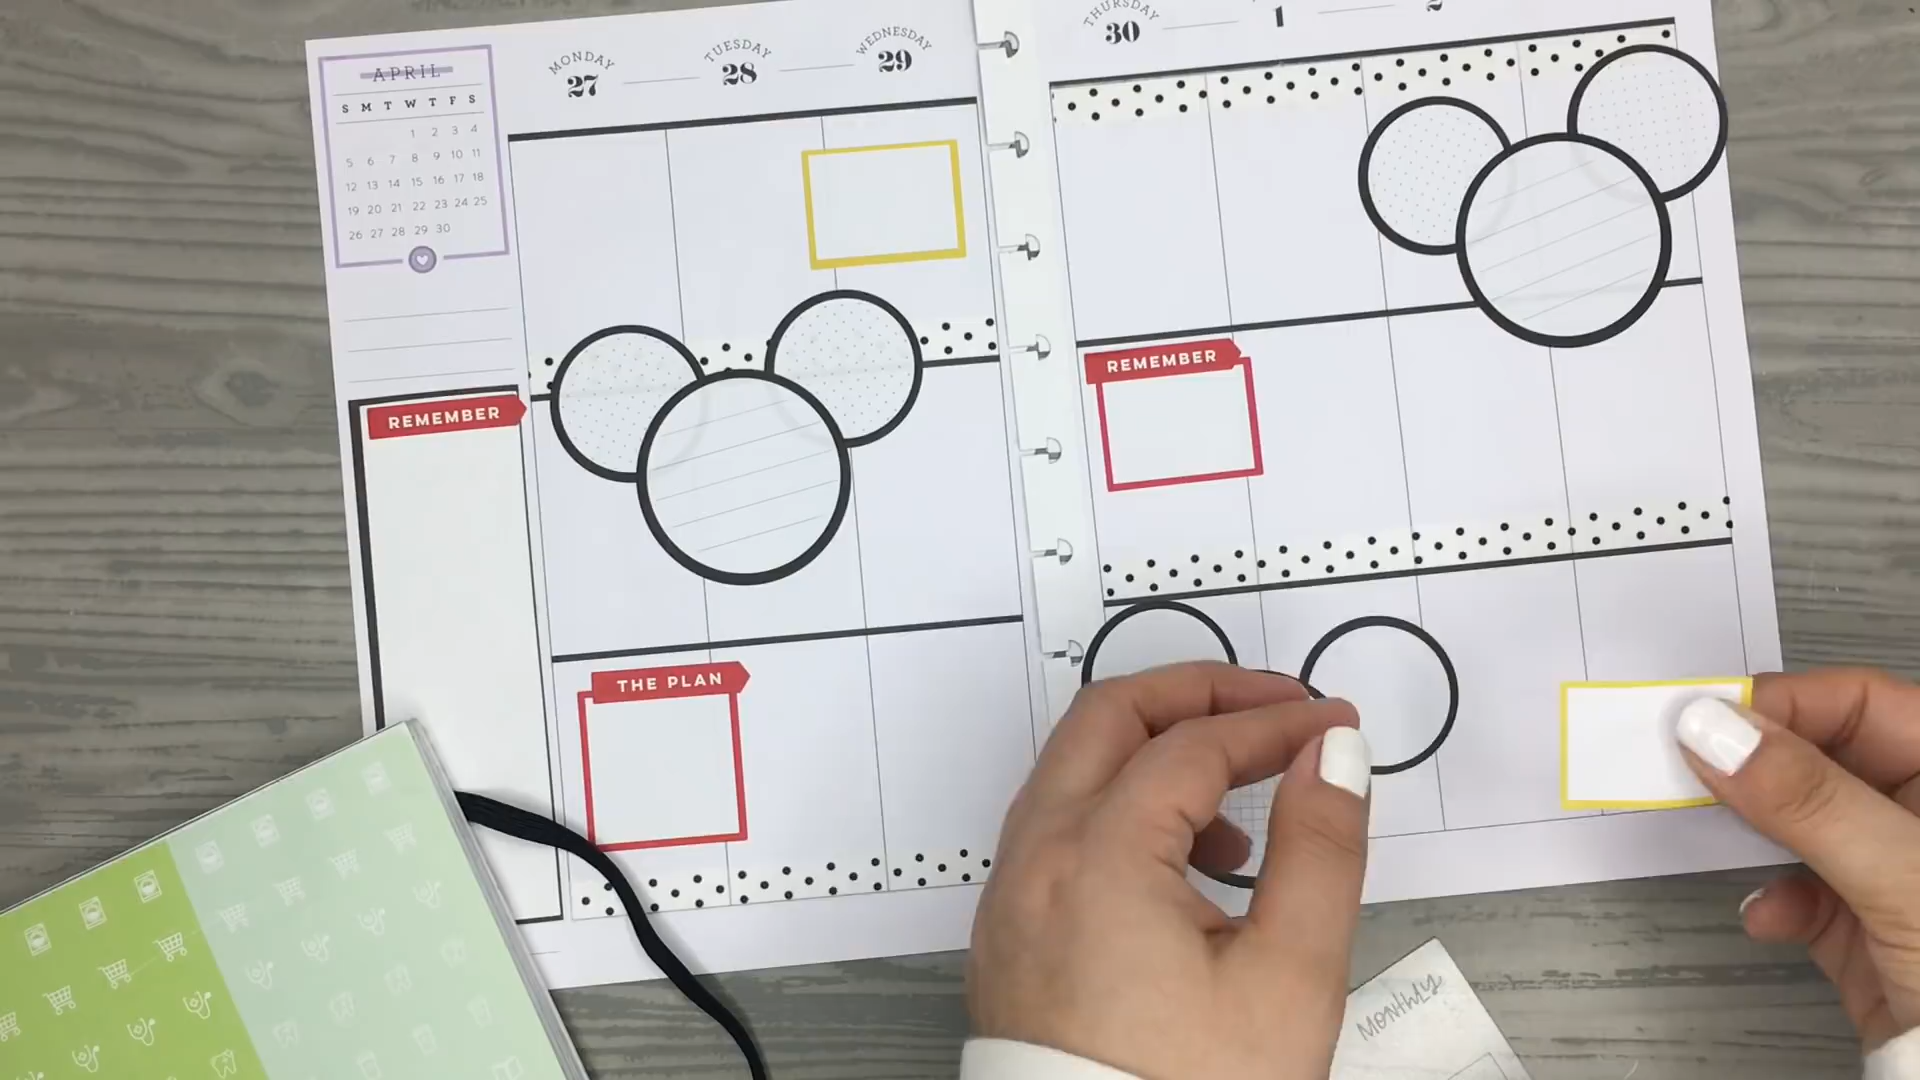 APRIL
S M T W T F S
1 2 3 4
5 6 7 8 9 10 11
12 13 14 15 16 17 18
19 20 21 22 23 24 25
26 27 28 29 30
MONDAY
27
TUESDAY
28
WEDNESDAY
29
THURSDAY
30
1
2
REMEMBER
REMEMBER
THE PLAN
MONTHLY